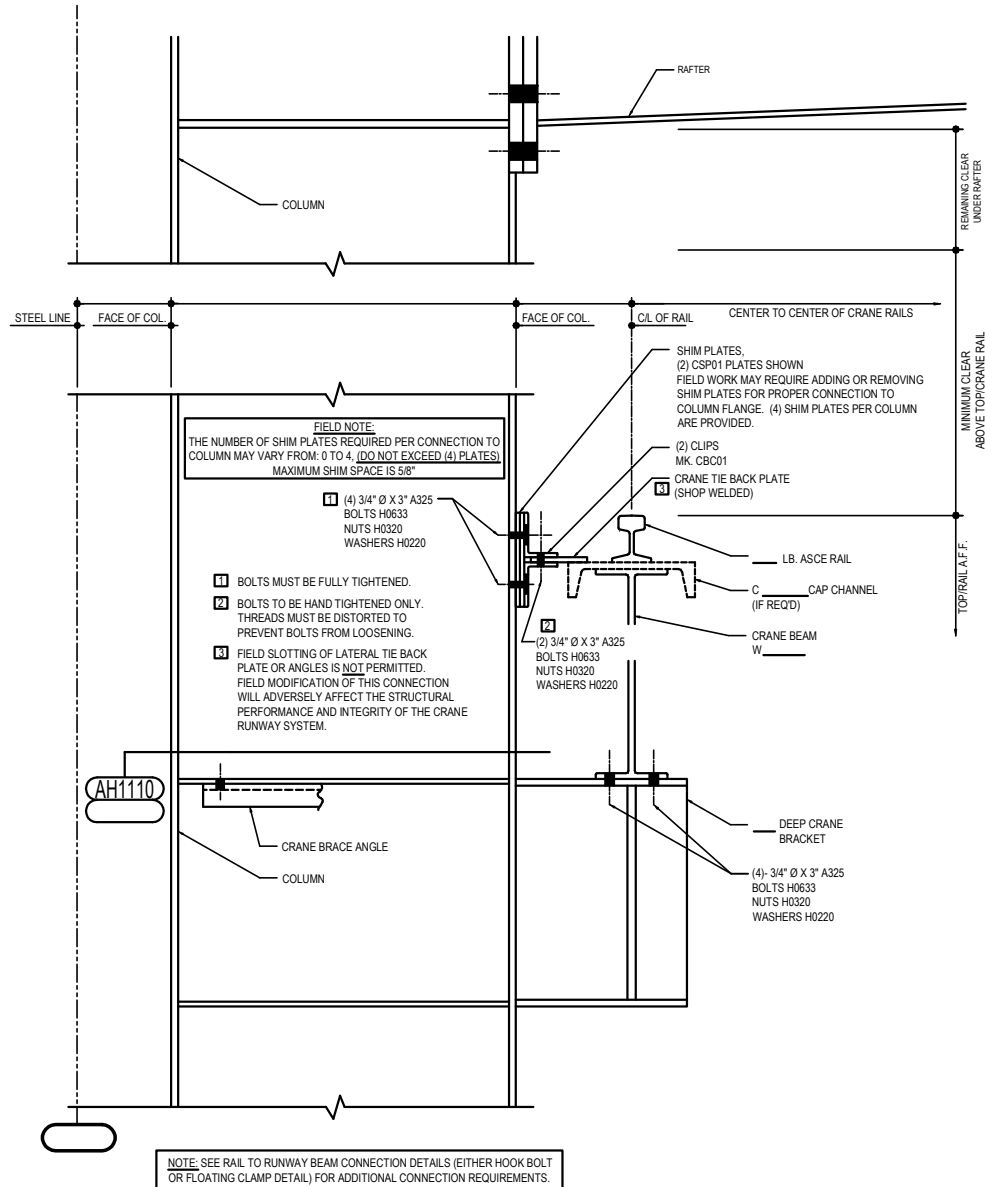 RAFTER
COLUMN
REMAINING CLEAR
UNDER RAFTER
STEEL LINE
FACE OF COL.
FACE OF COL.
C/L OF RAIL
CENTER TO CENTER OF CRANE RAILS
MINIMUM CLEAR
ABOVE TOP/CRANE RAIL
SHIM PLATES,
(2) CSP01 PLATES SHOWN
FIELD WORK MAY REQUIRE ADDING OR REMOVING
SHIM PLATES FOR PROPER CONNECTION TO
COLUMN FLANGE. (4) SHIM PLATES PER COLUMN
ARE PROVIDED.
FIELD NOTE:
THE NUMBER OF SHIM PLATES REQUIRED PER CONNECTION TO
COLUMN MAY VARY FROM: 0 TO 4, (DO NOT EXCEED (4) PLATES)
MAXIMUM SHIM SPACE IS 5/8"
(2) CLIPS
MK. CBC01
3 CRANE TIE BACK PLATE
(SHOP WELDED)
1 (4) 3/4" Ø X 3" A325
BOLTS H0633
NUTS H0320
WASHERS H0220
___ LB. ASCE RAIL
C ______ CAP CHANNEL
(IF REQ'D)
TOP/RAIL A.F.F.
1 BOLTS MUST BE FULLY TIGHTENED.
2 BOLTS TO BE HAND TIGHTENED ONLY.
THREADS MUST BE DISTORTED TO
PREVENT BOLTS FROM LOOSENING.
3 FIELD SLOTTING OF LATERAL TIE BACK
PLATE OR ANGLES IS NOT PERMITTED.
FIELD MODIFICATION OF THIS CONNECTION
WILL ADVERSELY AFFECT THE STRUCTURAL
PERFORMANCE AND INTEGRITY OF THE CRANE
RUNWAY SYSTEM.
2
(2) 3/4" Ø X 3" A325
BOLTS H0633
NUTS H0320
WASHERS H0220
CRANE BEAM
W______
AH1110
CRANE BRACE ANGLE
COLUMN
___ DEEP CRANE
BRACKET
(4)- 3/4" Ø X 3" A325
BOLTS H0633
NUTS H0320
WASHERS H0220
NOTE: SEE RAIL TO RUNWAY BEAM CONNECTION DETAILS (EITHER HOOK BOLT
OR FLOATING CLAMP DETAIL) FOR ADDITIONAL CONNECTION REQUIREMENTS.